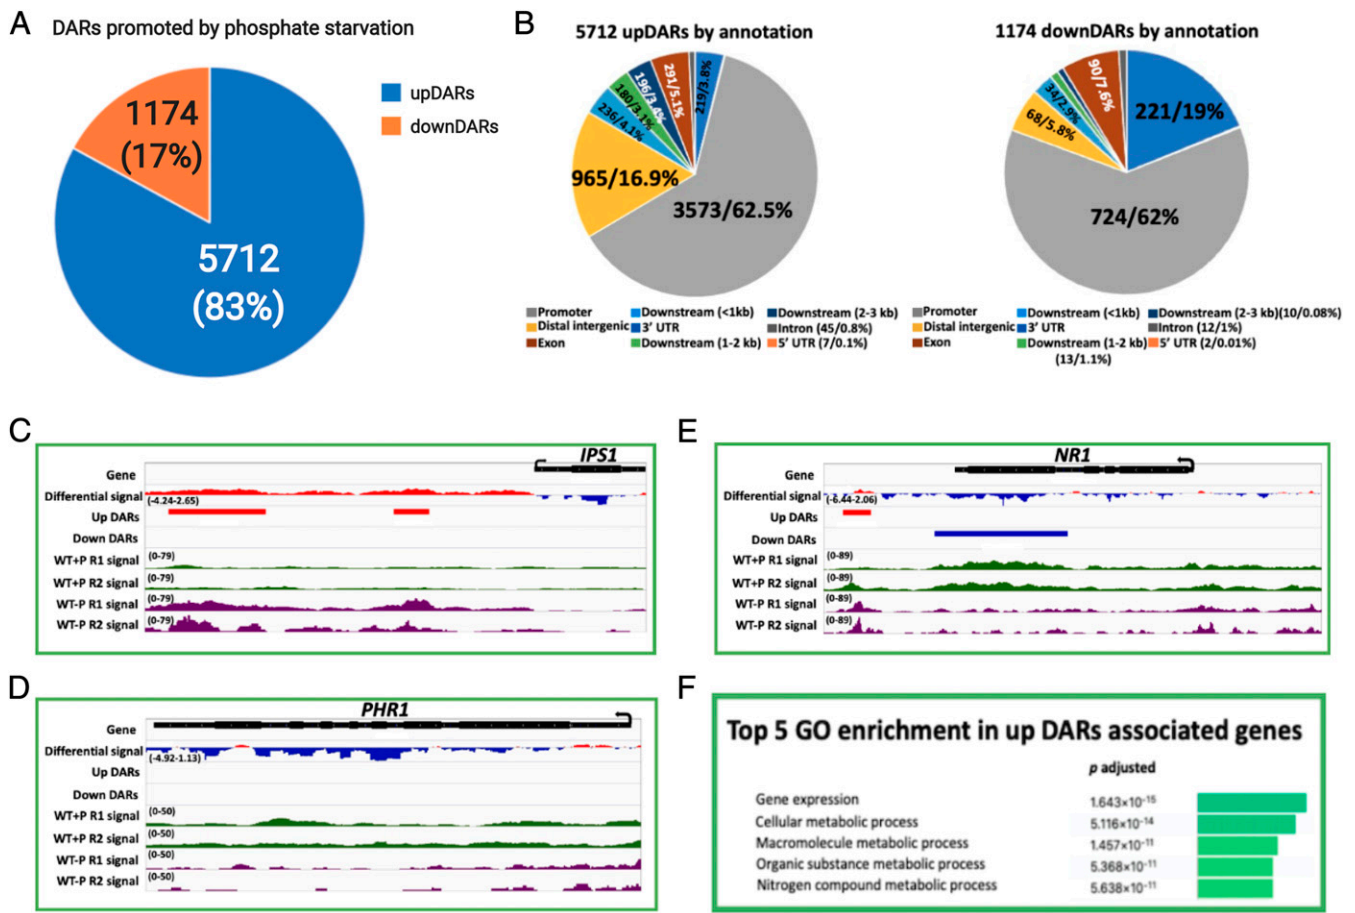 A
DARs promoted by phosphate starvation
1174
(17%)
5712
(83%)
upDARs
downDARs
B
5712 upDARs by annotation
219/3.8%
291/5.1%
196/3.4%
180/3.1%
236/4.1%
965/16.9%
3573/62.5%
Promoter
Downstream (<1kb)
Downstream (2-3 kb)
Distal intergenic
3' UTR
Intron (45/0.8%)
Exon
Downstream (1-2 kb)
5' UTR (7/0.1%)
1174 downDARs by annotation
90/7.6%
34/2.9%
68/5.8%
221/19%
724/62%
Promoter
Downstream (<1kb)
Downstream (2-3 kb)(10/0.08%)
Distal intergenic
3' UTR
Intron (12/1%)
Exon
Downstream (1-2 kb)
(13/1.1%)
5' UTR (2/0.01%)
C
IPS1
Gene
Differential signal
(-4.24-2.65)
Up DARs
Down DARs
WT+P R1 signal
(0-79)
WT+P R2 signal
(0-79)
WT-P R1 signal
(0-79)
WT-P R2 signal
(0-79)
E
NR1
Gene
Differential signal
(-6.44-2.06)
Up DARs
Down DARs
WT+P R1 signal
(0-89)
WT+P R2 signal
(0-89)
WT-P R1 signal
(0-89)
WT-P R2 signal
(0-89)
D
PHR1
Gene
Differential signal
(-4.92-1.13)
Up DARs
Down DARs
WT+P R1 signal
(0-50)
WT+P R2 signal
(0-50)
WT-P R1 signal
(0-50)
WT-P R2 signal
(0-50)
F
Top 5 GO enrichment in up DARs associated genes
p adjusted
Gene expression 1.643×10⁻¹⁵
Cellular metabolic process 5.116×10⁻¹⁴
Macromolecule metabolic process 1.457×10⁻¹¹
Organic substance metabolic process 5.368×10⁻¹¹
Nitrogen compound metabolic process 5.638×10⁻¹¹